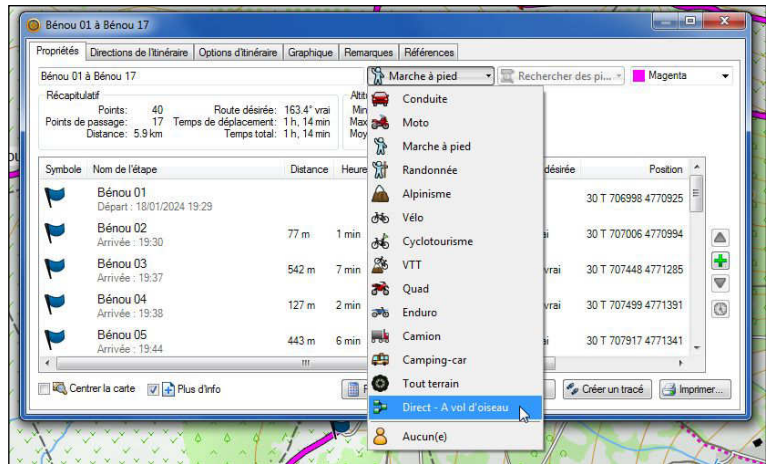 Bénou 01 à Bénou 17
Propriétés Directions de l'Itinéraire Options d'itinéraire Graphique Remarques Références
Bénou 01 à Bénou 17 Marche à pied Rechercher des pi... Magenta
Récapitulatif
Points: 40 Route désirée: 163.4° vrai
Points de passage: 17 Temps de déplacement: 1 h, 14 min
Distance: 5.9 km Temps total: 1 h, 14 min
Conduite
Moto
Marche à pied
Randonnée
Alpinisme
Vélo
Cyclotourisme
VTT
Quad
Enduro
Camion
Camping-car
Tout terrain
Direct - A vol d'oiseau
Aucun(e)
Symbole Nom de l'étape Distance Heure désirée Position
Bénou 01 30 T 706998 4770925
Départ : 18/01/2024 19:29
Bénou 02 77 m 1 min 30 T 707006 4770994
Arrivée : 19:30
Bénou 03 542 m 7 min vrai 30 T 707448 4771285
Arrivée : 19:37
Bénou 04 127 m 2 min vrai 30 T 707499 4771391
Arrivée : 19:38
Bénou 05 443 m 6 min 30 T 707917 4771341
Arrivée : 19:44
Centrer la carte Plus d'info Créer un tracé Imprimer...